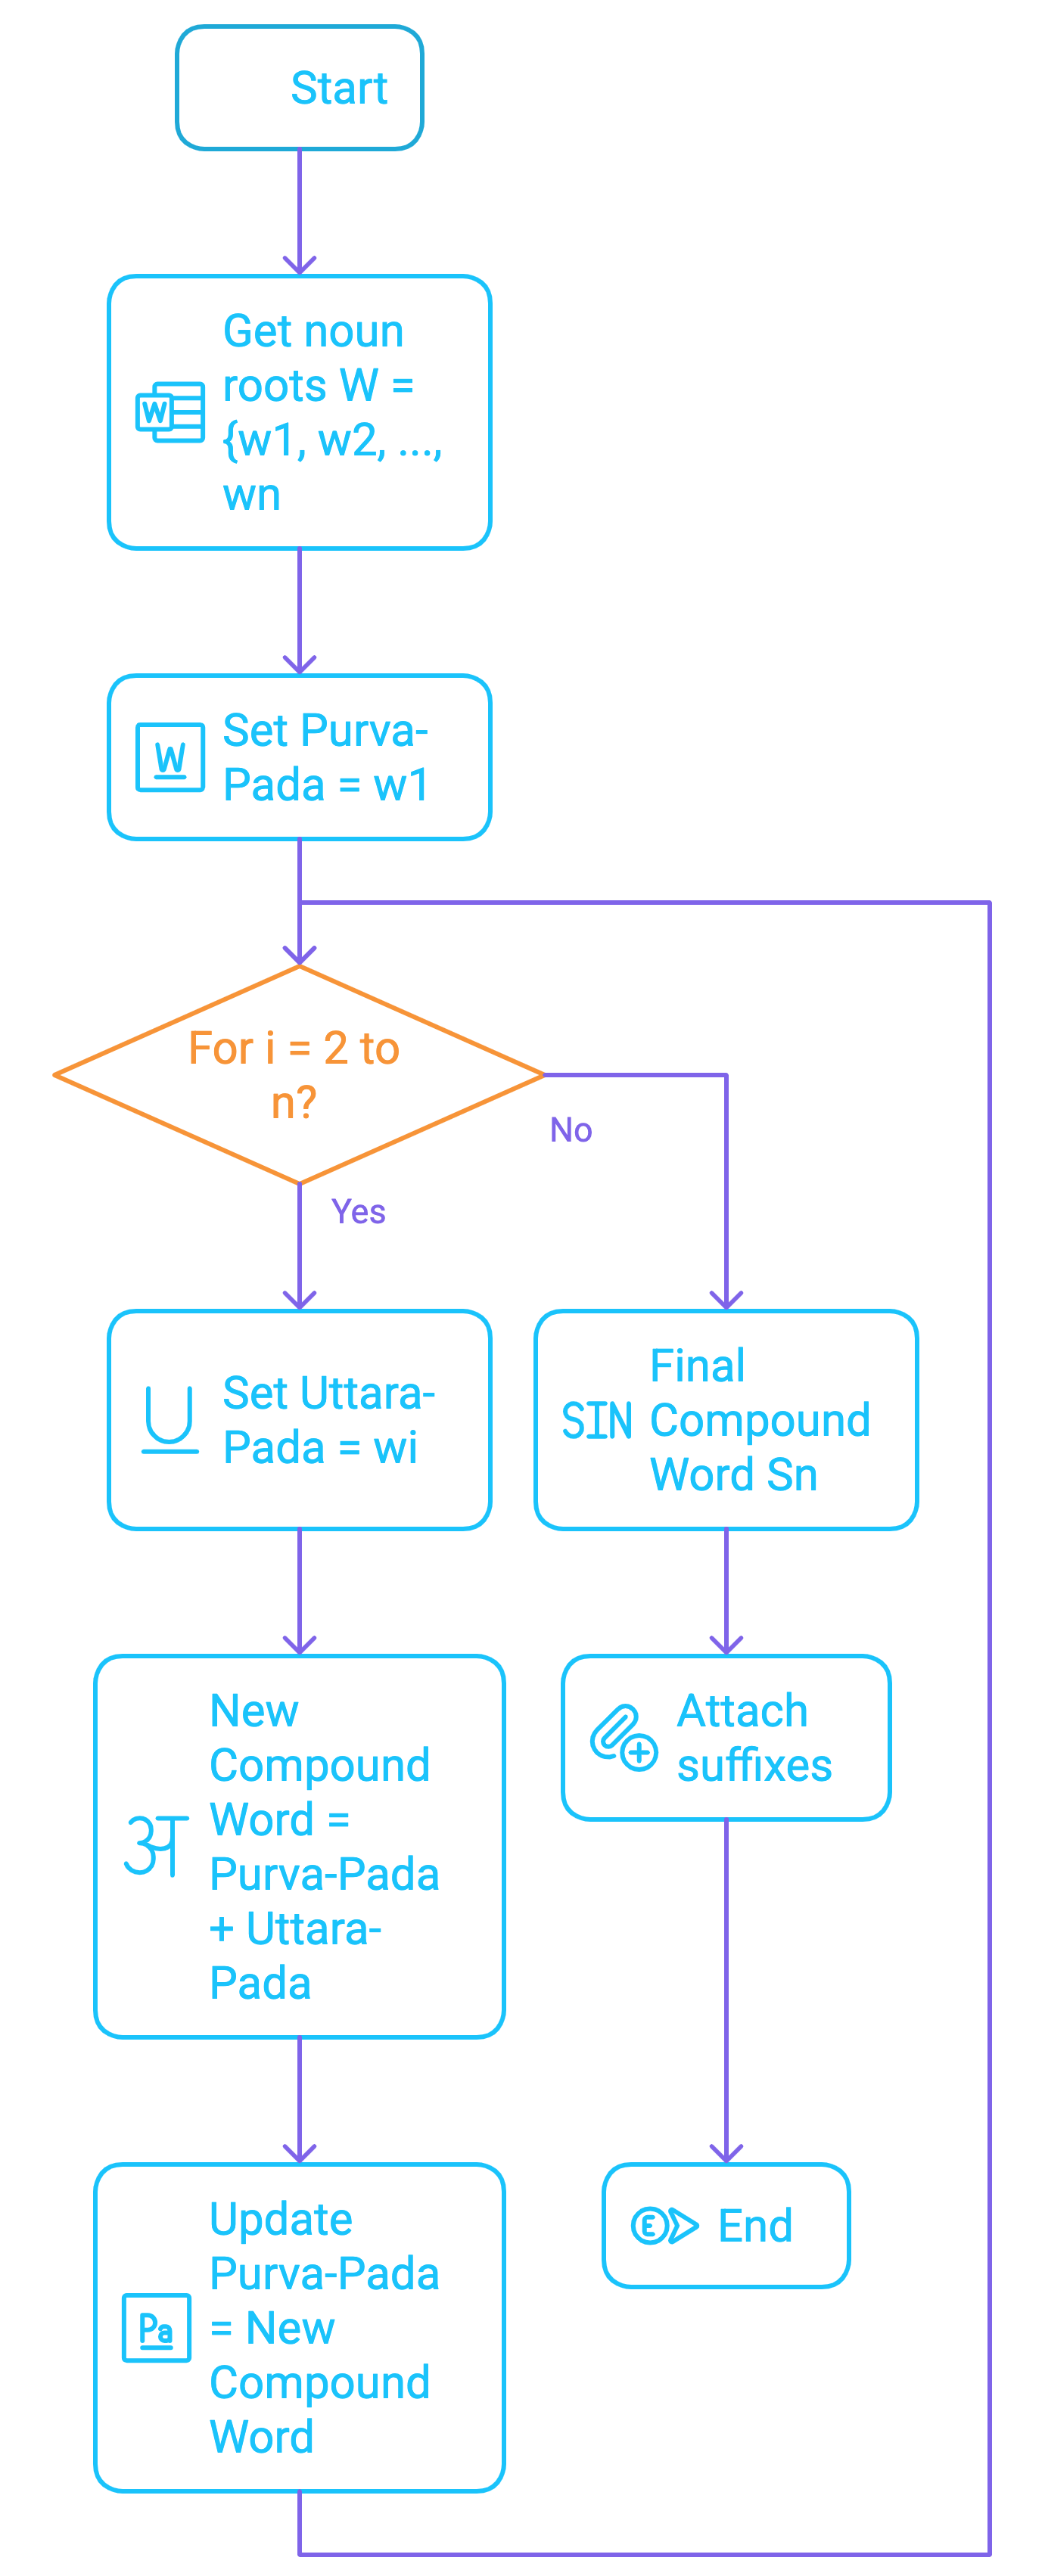 Start
Get noun
roots W =
{w1, w2, ...,
wn
W
Set Purva-
Pada = w1
W
For i = 2 to
n?
No
Yes
Set Uttara-
Pada = wi
U
Final
Compound
Word Sn
SIN
New
Compound
Word =
Purva-Pada
+ Uttara-
Pada
अ
Attach
suffixes
Update
Purva-Pada
= New
Compound
Word
Pa
E
End